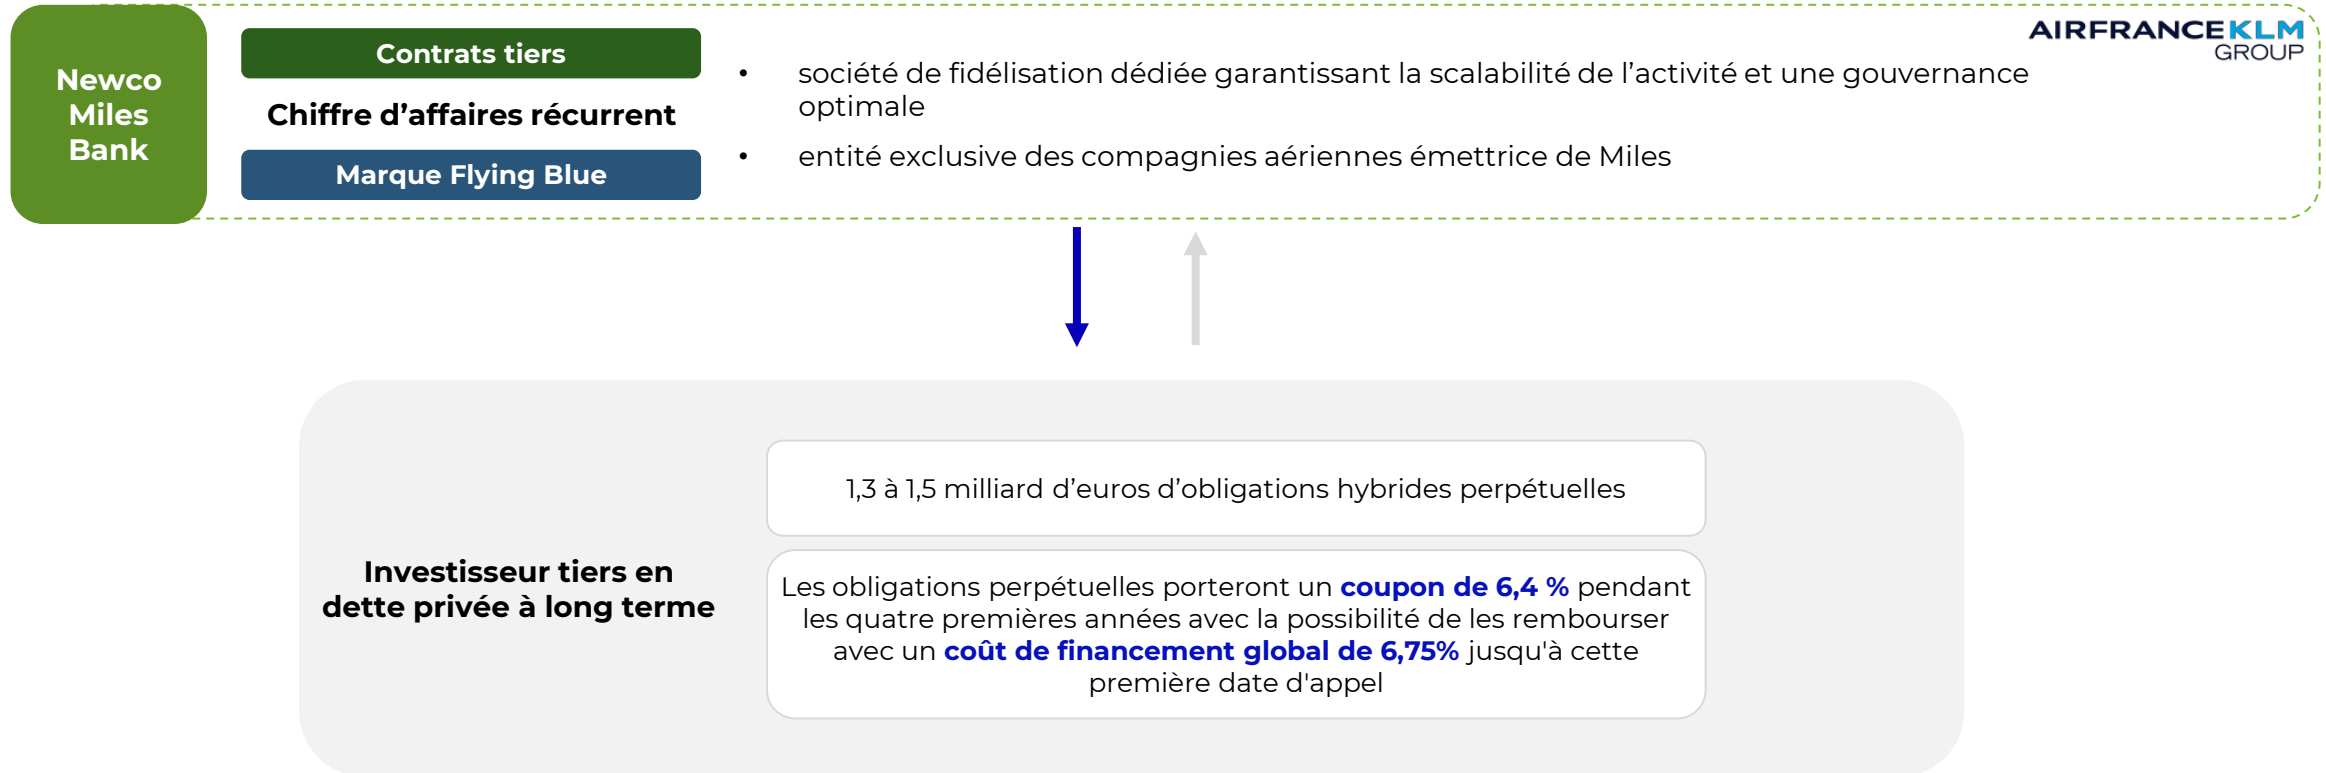 Newco
Miles
Bank
Contrats tiers
Chiffre d’affaires récurrent
Marque Flying Blue
• société de fidélisation dédiée garantissant la scalabilité de l’activité et une gouvernance
optimale
• entité exclusive des compagnies aériennes émettrice de Miles
AIRFRANCEKLM
GROUP
Investisseur tiers en
dette privée à long terme
1,3 à 1,5 milliard d’euros d’obligations hybrides perpétuelles
Les obligations perpétuelles porteront un coupon de 6,4 % pendant
les quatre premières années avec la possibilité de les rembourser
avec un coût de financement global de 6,75% jusqu'à cette
première date d'appel